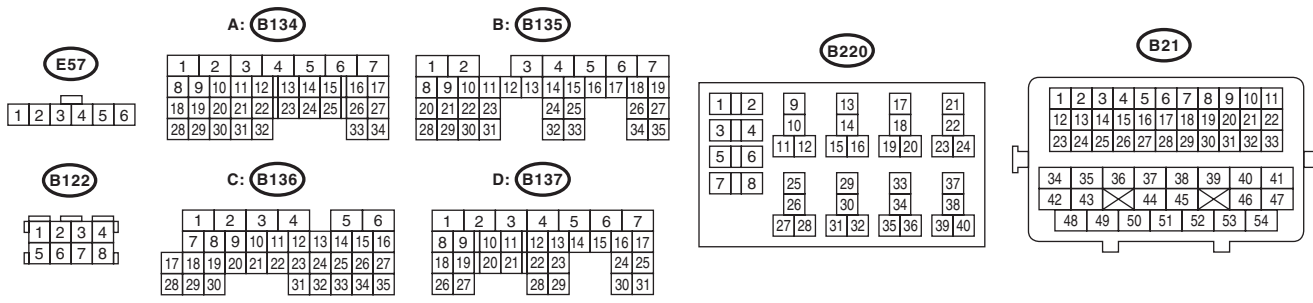 E57
1 2 3 4 5 6
B122
1 2 3 4
5 6 7 8
A: B134
1 2 3 4 5 6 7
8 9 10 11 12 13 14 15 16 17
18 19 20 21 22 23 24 25 26 27
28 29 30 31 32 33 34
B: B135
1 2 3 4 5 6 7
8 9 10 11 12 13 14 15 16 17 18 19
20 21 22 23 24 25 26 27
28 29 30 31 32 33 34 35
C: B136
1 2 3 4 5 6
7 8 9 10 11 12 13 14 15 16
17 18 19 20 21 22 23 24 25 26 27
28 29 30 31 32 33 34 35
D: B137
1 2 3 4 5 6 7
8 9 10 11 12 13 14 15 16 17
18 19 20 21 22 23 24 25
26 27 28 29 30 31
B220
1 2
3 4
5 6
7 8
9 13 17 21
10 14 18 22
11 12 15 16 19 20 23 24
25 29 33 37
26 30 34 38
27 28 31 32 35 36 39 40
B21
1 2 3 4 5 6 7 8 9 10 11
12 13 14 15 16 17 18 19 20 21 22
23 24 25 26 27 28 29 30 31 32 33
34 35 36 37 38 39 40 41
42 43 44 45 46 47
48 49 50 51 52 53 54